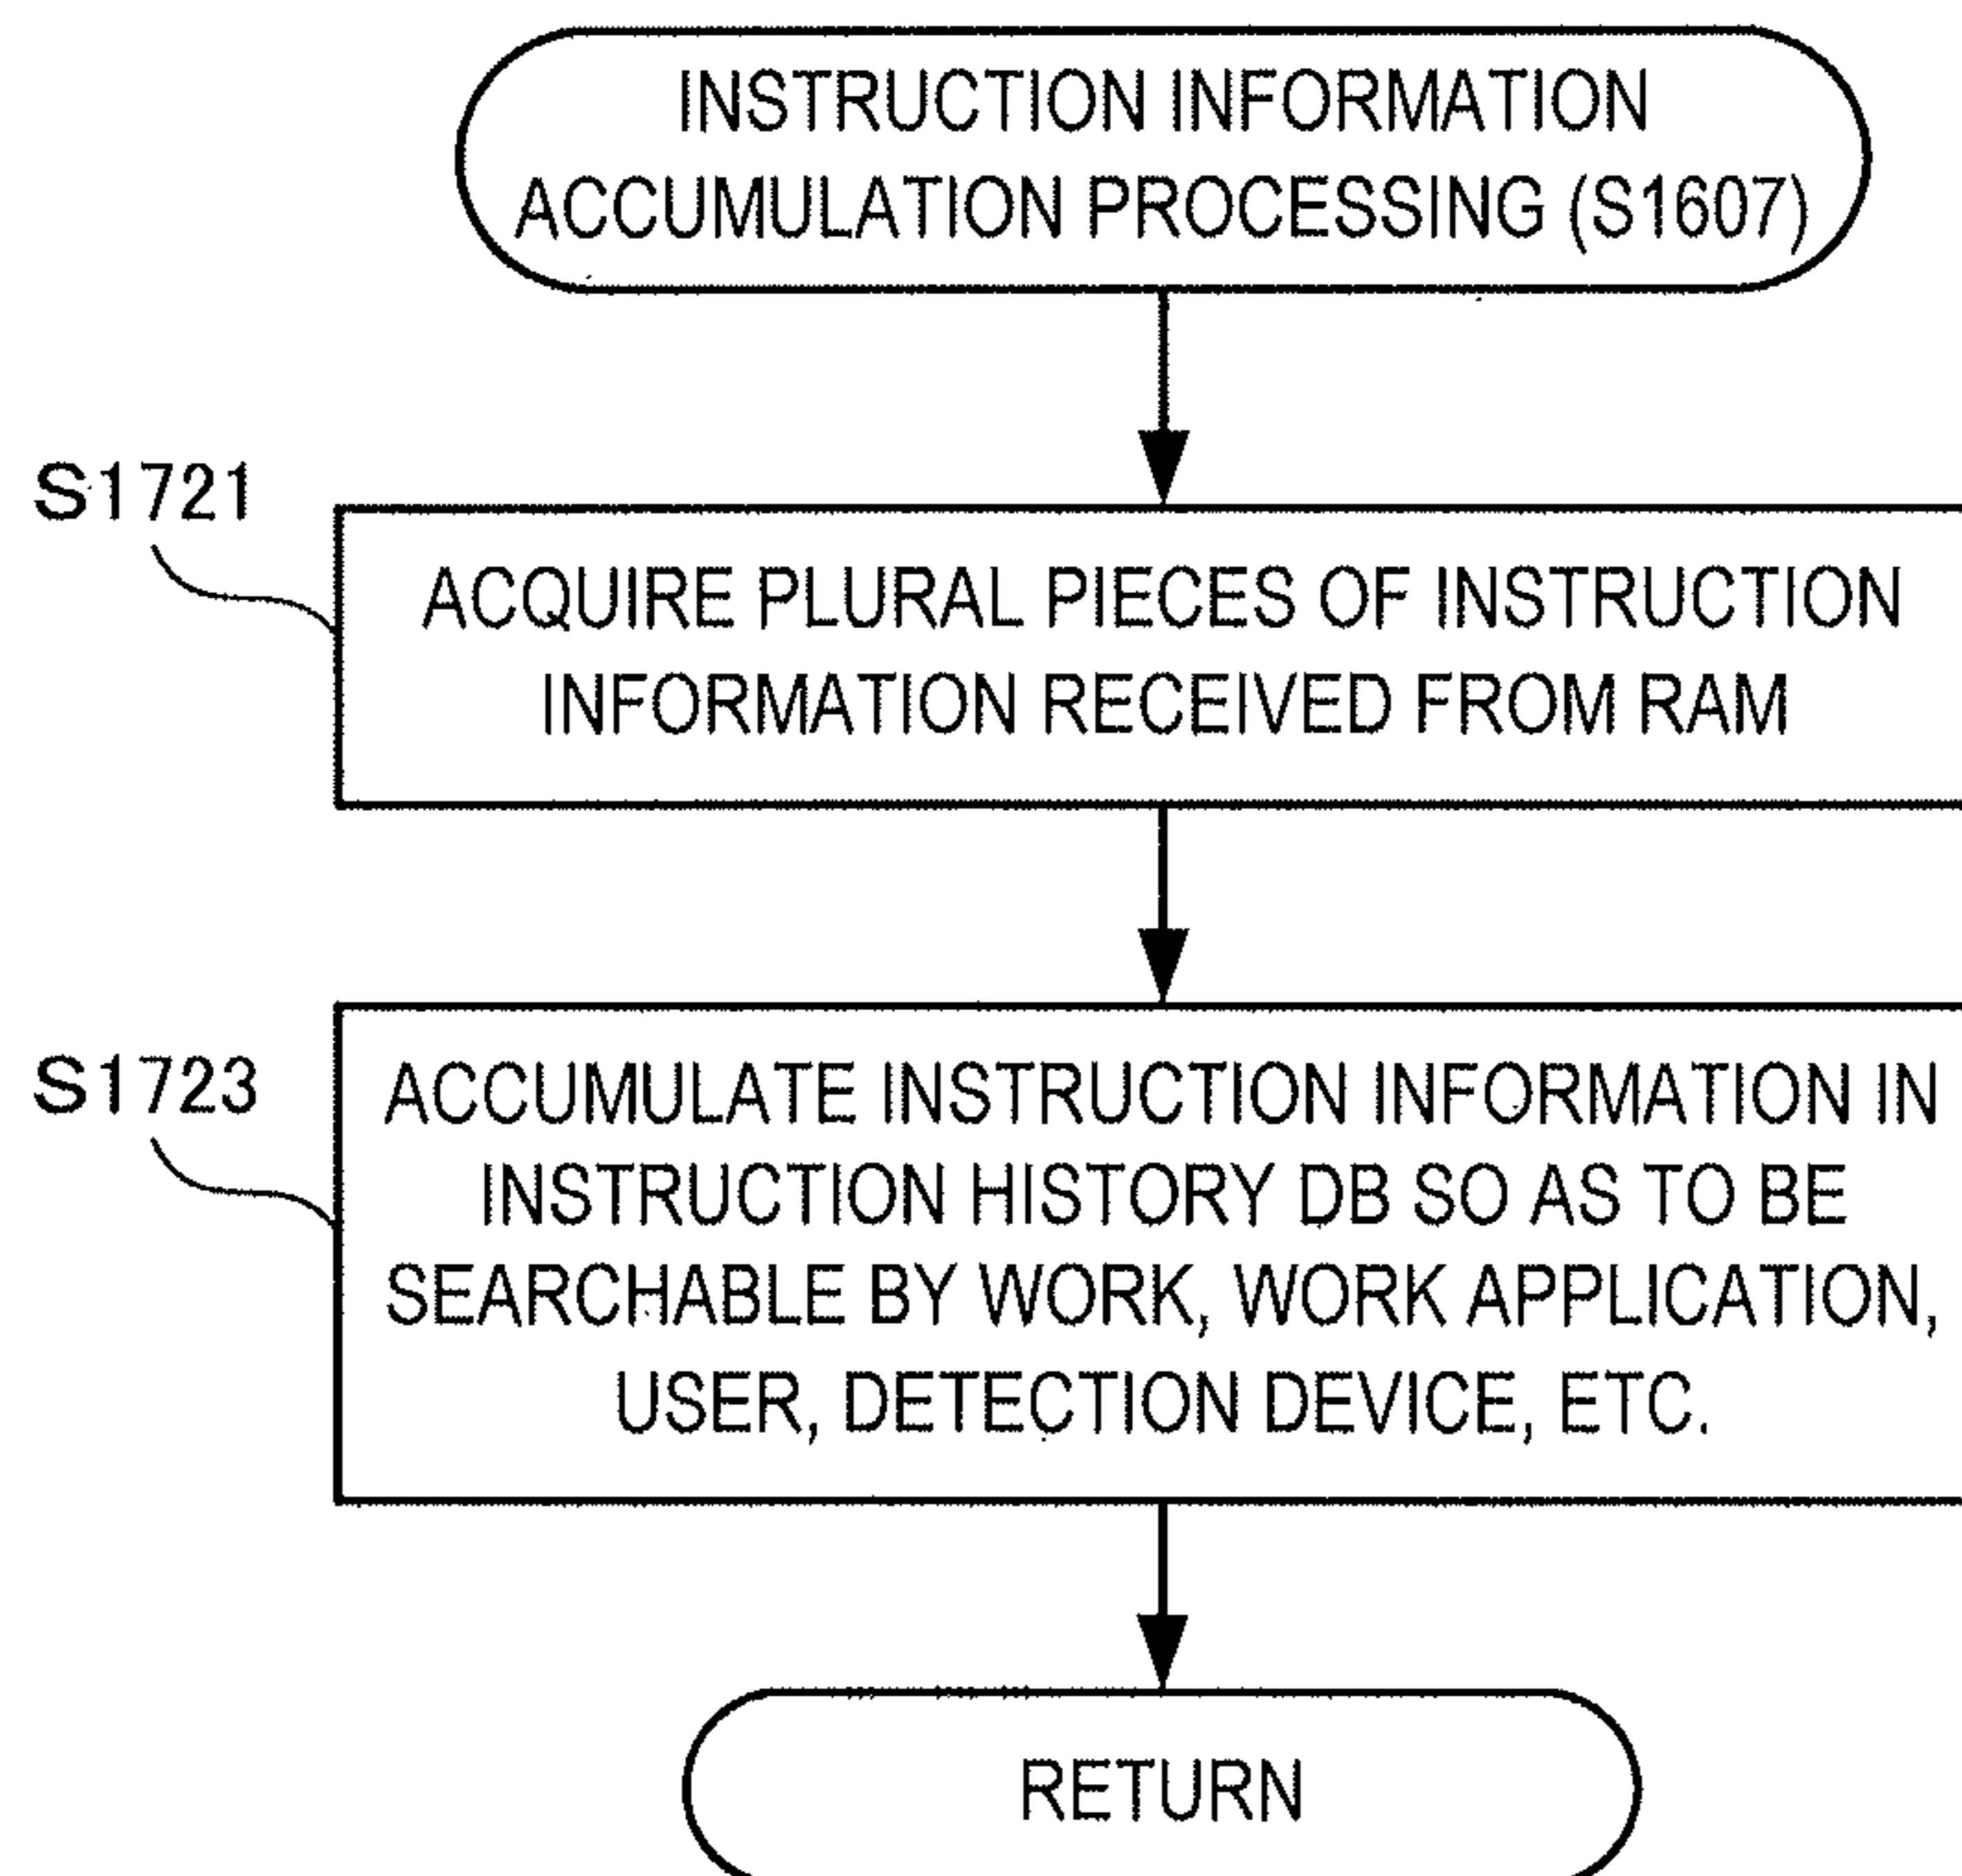 INSTRUCTION INFORMATION
ACCUMULATION PROCESSING (S1607)
S1721
ACQUIRE PLURAL PIECES OF INSTRUCTION
INFORMATION RECEIVED FROM RAM
S1723
ACCUMULATE INSTRUCTION INFORMATION IN
INSTRUCTION HISTORY DB SO AS TO BE
SEARCHABLE BY WORK, WORK APPLICATION,
USER, DETECTION DEVICE, ETC.
RETURN